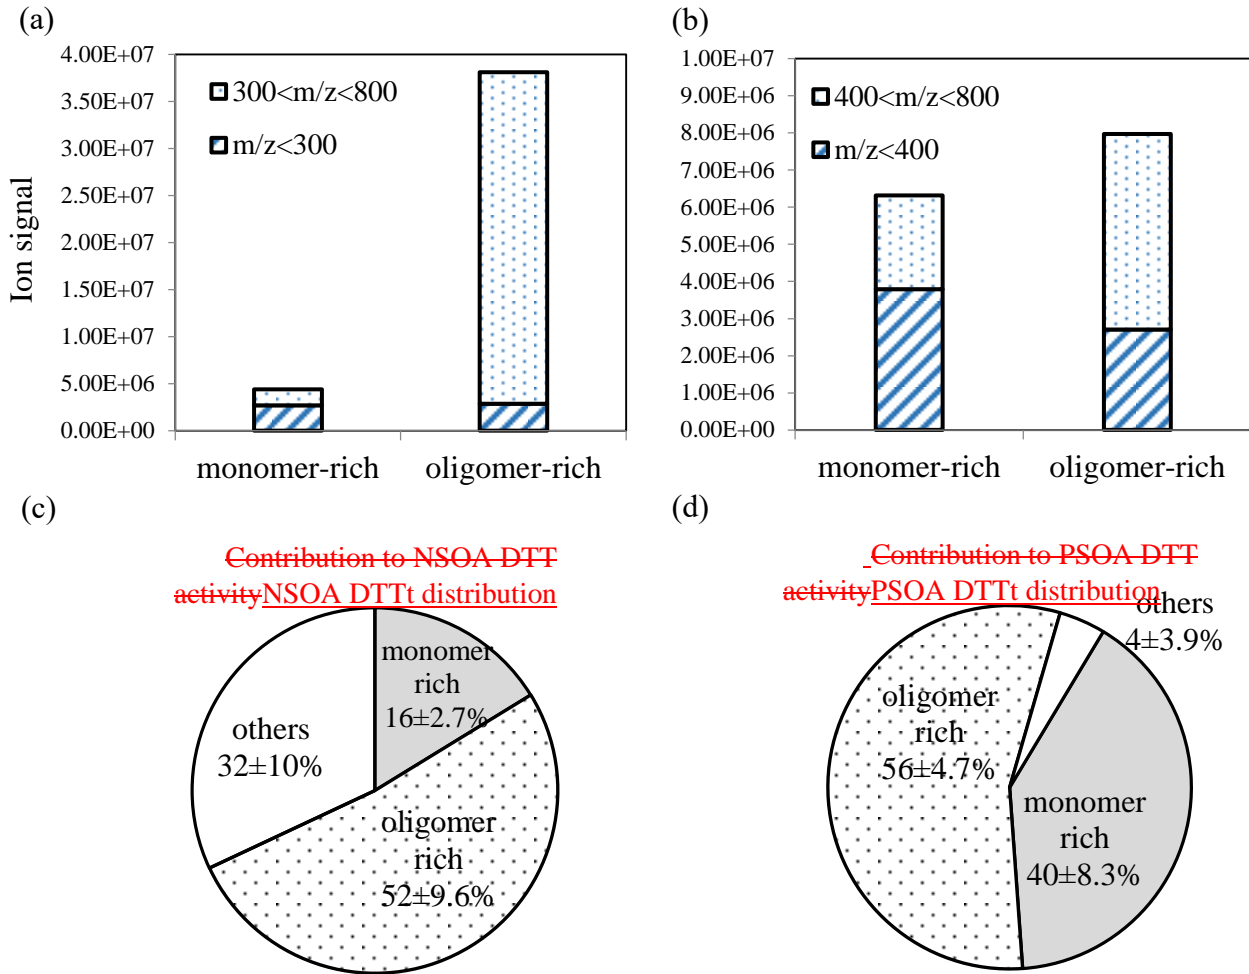 (a)
4.00E+07
3.50E+07
3.00E+07
2.50E+07
2.00E+07
1.50E+07
1.00E+07
5.00E+06
0.00E+00
Ion signal
300<m/z<800
m/z<300
monomer-rich
oligomer-rich
(b)
1.00E+07
9.00E+06
8.00E+06
7.00E+06
6.00E+06
5.00E+06
4.00E+06
3.00E+06
2.00E+06
1.00E+06
0.00E+00
400<m/z<800
m/z<400
monomer-rich
oligomer-rich
(c)
Contribution to NSOA DTT
activityNSOA DTTt distribution
monomer
rich
16±2.7%
others
32±10%
oligomer
rich
52±9.6%
(d)
Contribution to PSOA DTT
activityPSOA DTTt distribution
others
4±3.9%
oligomer
rich
56±4.7%
monomer
rich
40±8.3%